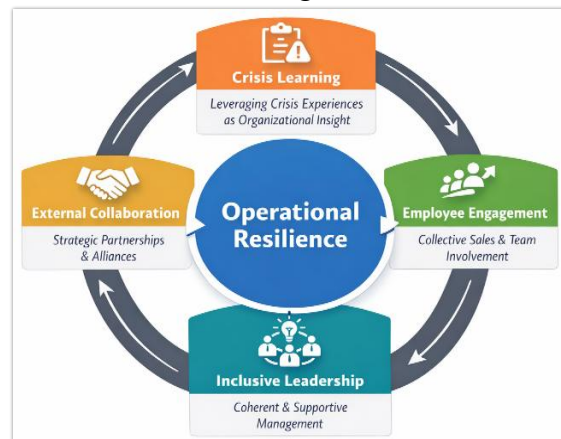 Crisis Learning
Leveraging Crisis Experiences
as Organizational Insight
External Collaboration
Strategic Partnerships
& Alliances
Operational
Resilience
Employee Engagement
Collective Sales & Team
Involvement
Inclusive Leadership
Coherent & Supportive
Management